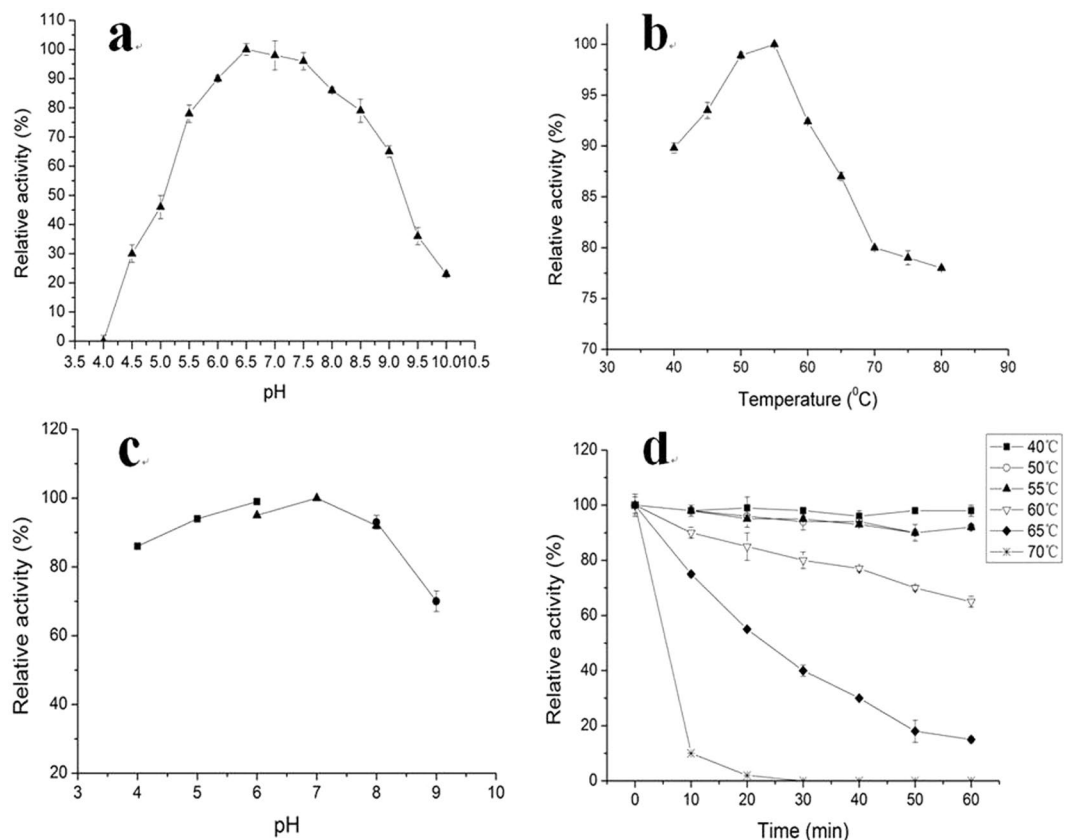 a
Relative activity (%)
110
100
90
80
70
60
50
40
30
20
10
0
3.5 4.0 4.5 5.0 5.5 6.0 6.5 7.0 7.5 8.0 8.5 9.0 9.5 10.0 10.5
pH
b
Relative activity (%)
100
95
90
85
80
75
70
30 40 50 60 70 80 90
Temperature (⁰C)
c
Relative activity (%)
120
100
80
60
40
20
3 4 5 6 7 8 9 10
pH
d
Relative activity (%)
120
100
80
60
40
20
0
0 10 20 30 40 50 60
Time (min)
40℃
50℃
55℃
60℃
65℃
70℃